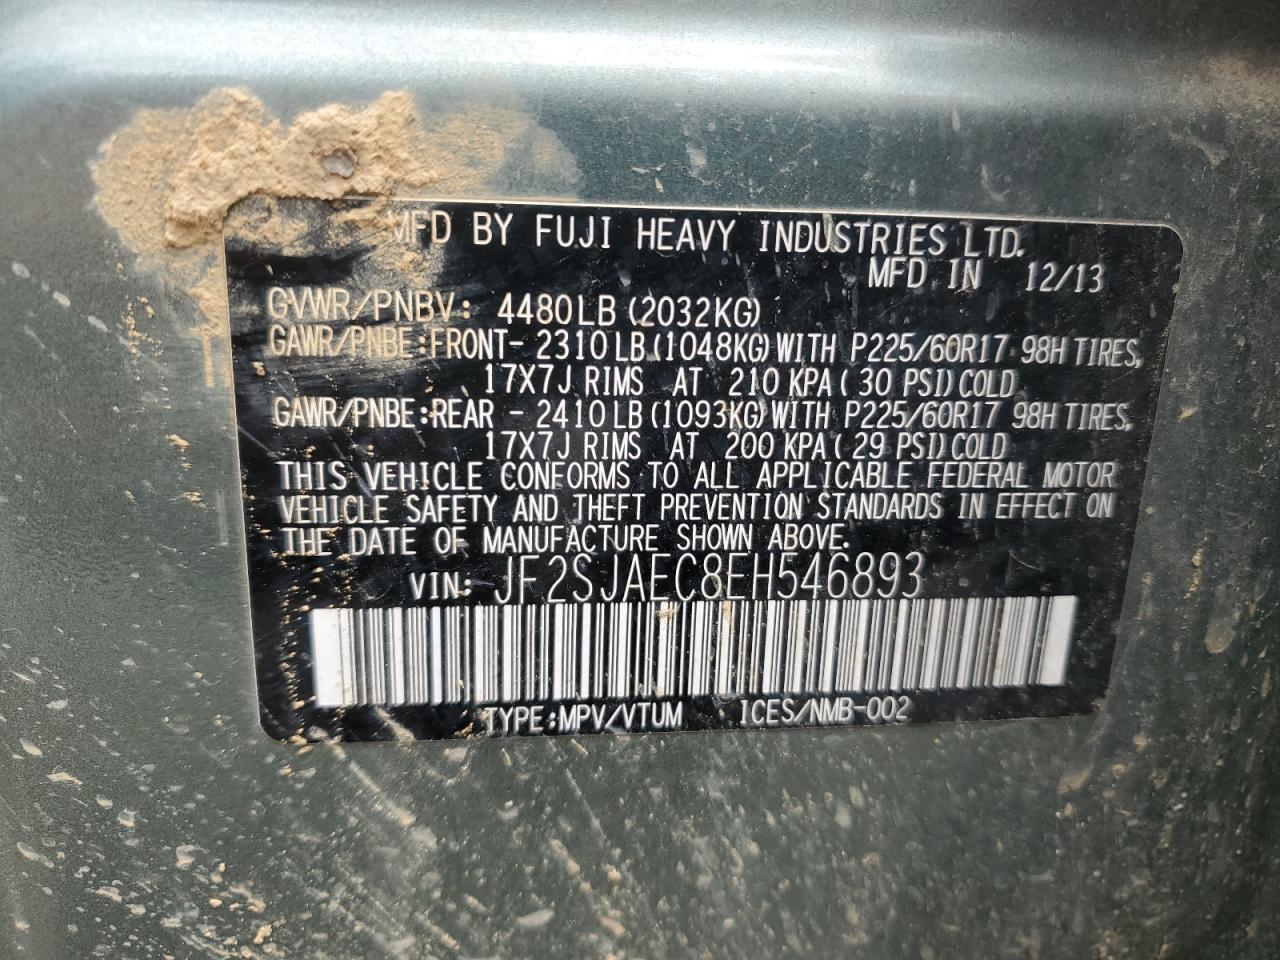 MFD BY FUJI HEAVY INDUSTRIES LTD.
MFD IN 12/13
GVWR/PNBV: 4480LB (2032KG)
GAWR/PNBE:FRONT- 2310 LB (1048KG) WITH P225/60R17 98H TIRES,
17X7J RIMS AT 210 KPA ( 30 PSI) COLD
GAWR/PNBE:REAR - 2410 LB (1093KG) WITH P225/60R17 98H TIRES,
17X7J RIMS AT 200 KPA ( 29 PSI) COLD
THIS VEHICLE CONFORMS TO ALL APPLICABLE FEDERAL MOTOR
VEHICLE SAFETY AND THEFT PREVENTION STANDARDS IN EFFECT ON
THE DATE OF MANUFACTURE SHOWN ABOVE.
VIN: JF2SJAEC8EH546893
TYPE:MPV/VTUM ICES/NMB-002